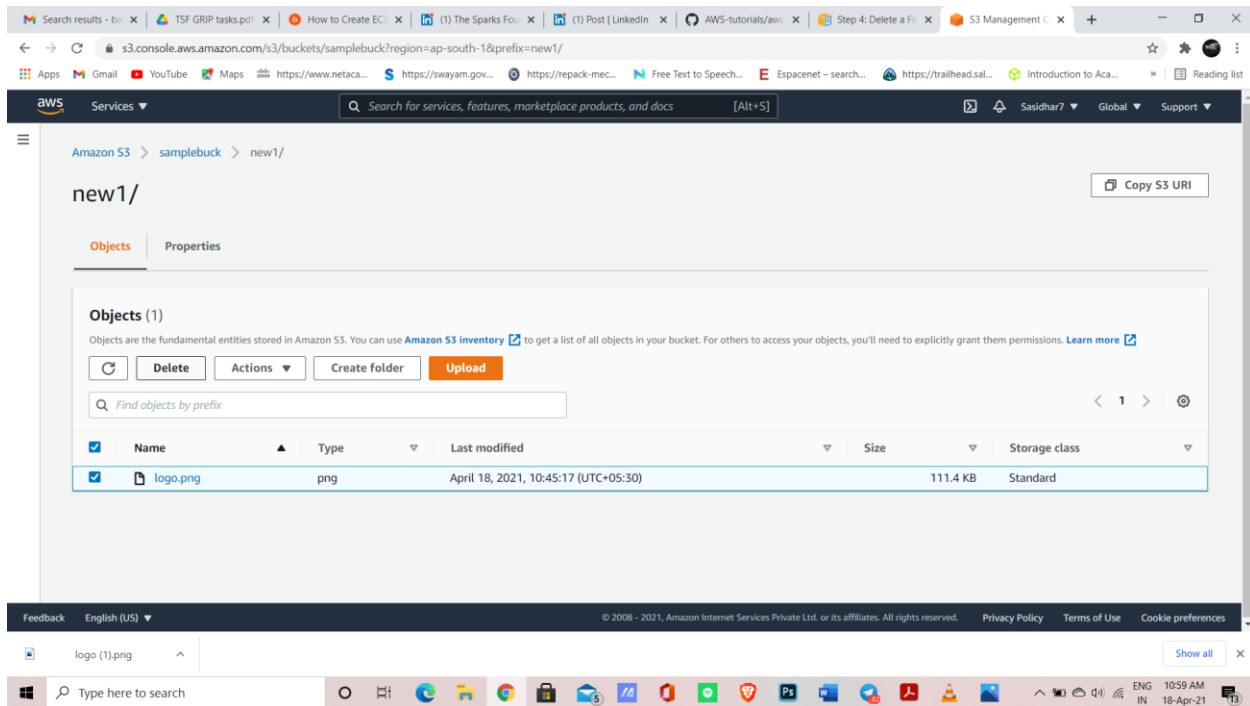 Search results - ba
TSF GRIP tasks.pdf
How to Create EC2
(1) The Sparks Fou
(1) Post | LinkedIn
AWS-tutorials/aws
Step 4: Delete a Fil
S3 Management C
s3.console.aws.amazon.com/s3/buckets/samplebuck?region=ap-south-1&prefix=new1/
Apps Gmail YouTube Maps https://www.netaca... https://swayam.gov... https://repack-mec... Free Text to Speech... Espacenet – search... https://trailhead.sal... Introduction to Aca... » Reading list
aws Services ▼ Search for services, features, marketplace products, and docs [Alt+S] Sasidhar7 ▼ Global ▼ Support ▼
Amazon S3 > samplebuck > new1/
new1/
Copy S3 URI
Objects Properties
Objects (1)
Objects are the fundamental entities stored in Amazon S3. You can use Amazon S3 inventory to get a list of all objects in your bucket. For others to access your objects, you'll need to explicitly grant them permissions. Learn more
Delete Actions ▼ Create folder Upload
Find objects by prefix
< 1 >
Name Type Last modified Size Storage class
logo.png png April 18, 2021, 10:45:17 (UTC+05:30) 111.4 KB Standard
Feedback English (US) ▼ © 2008 - 2021, Amazon Internet Services Private Ltd. or its affiliates. All rights reserved. Privacy Policy Terms of Use Cookie preferences
logo (1).png Show all
Type here to search 5 Ps ENG 10:59 AM
IN 18-Apr-21 13